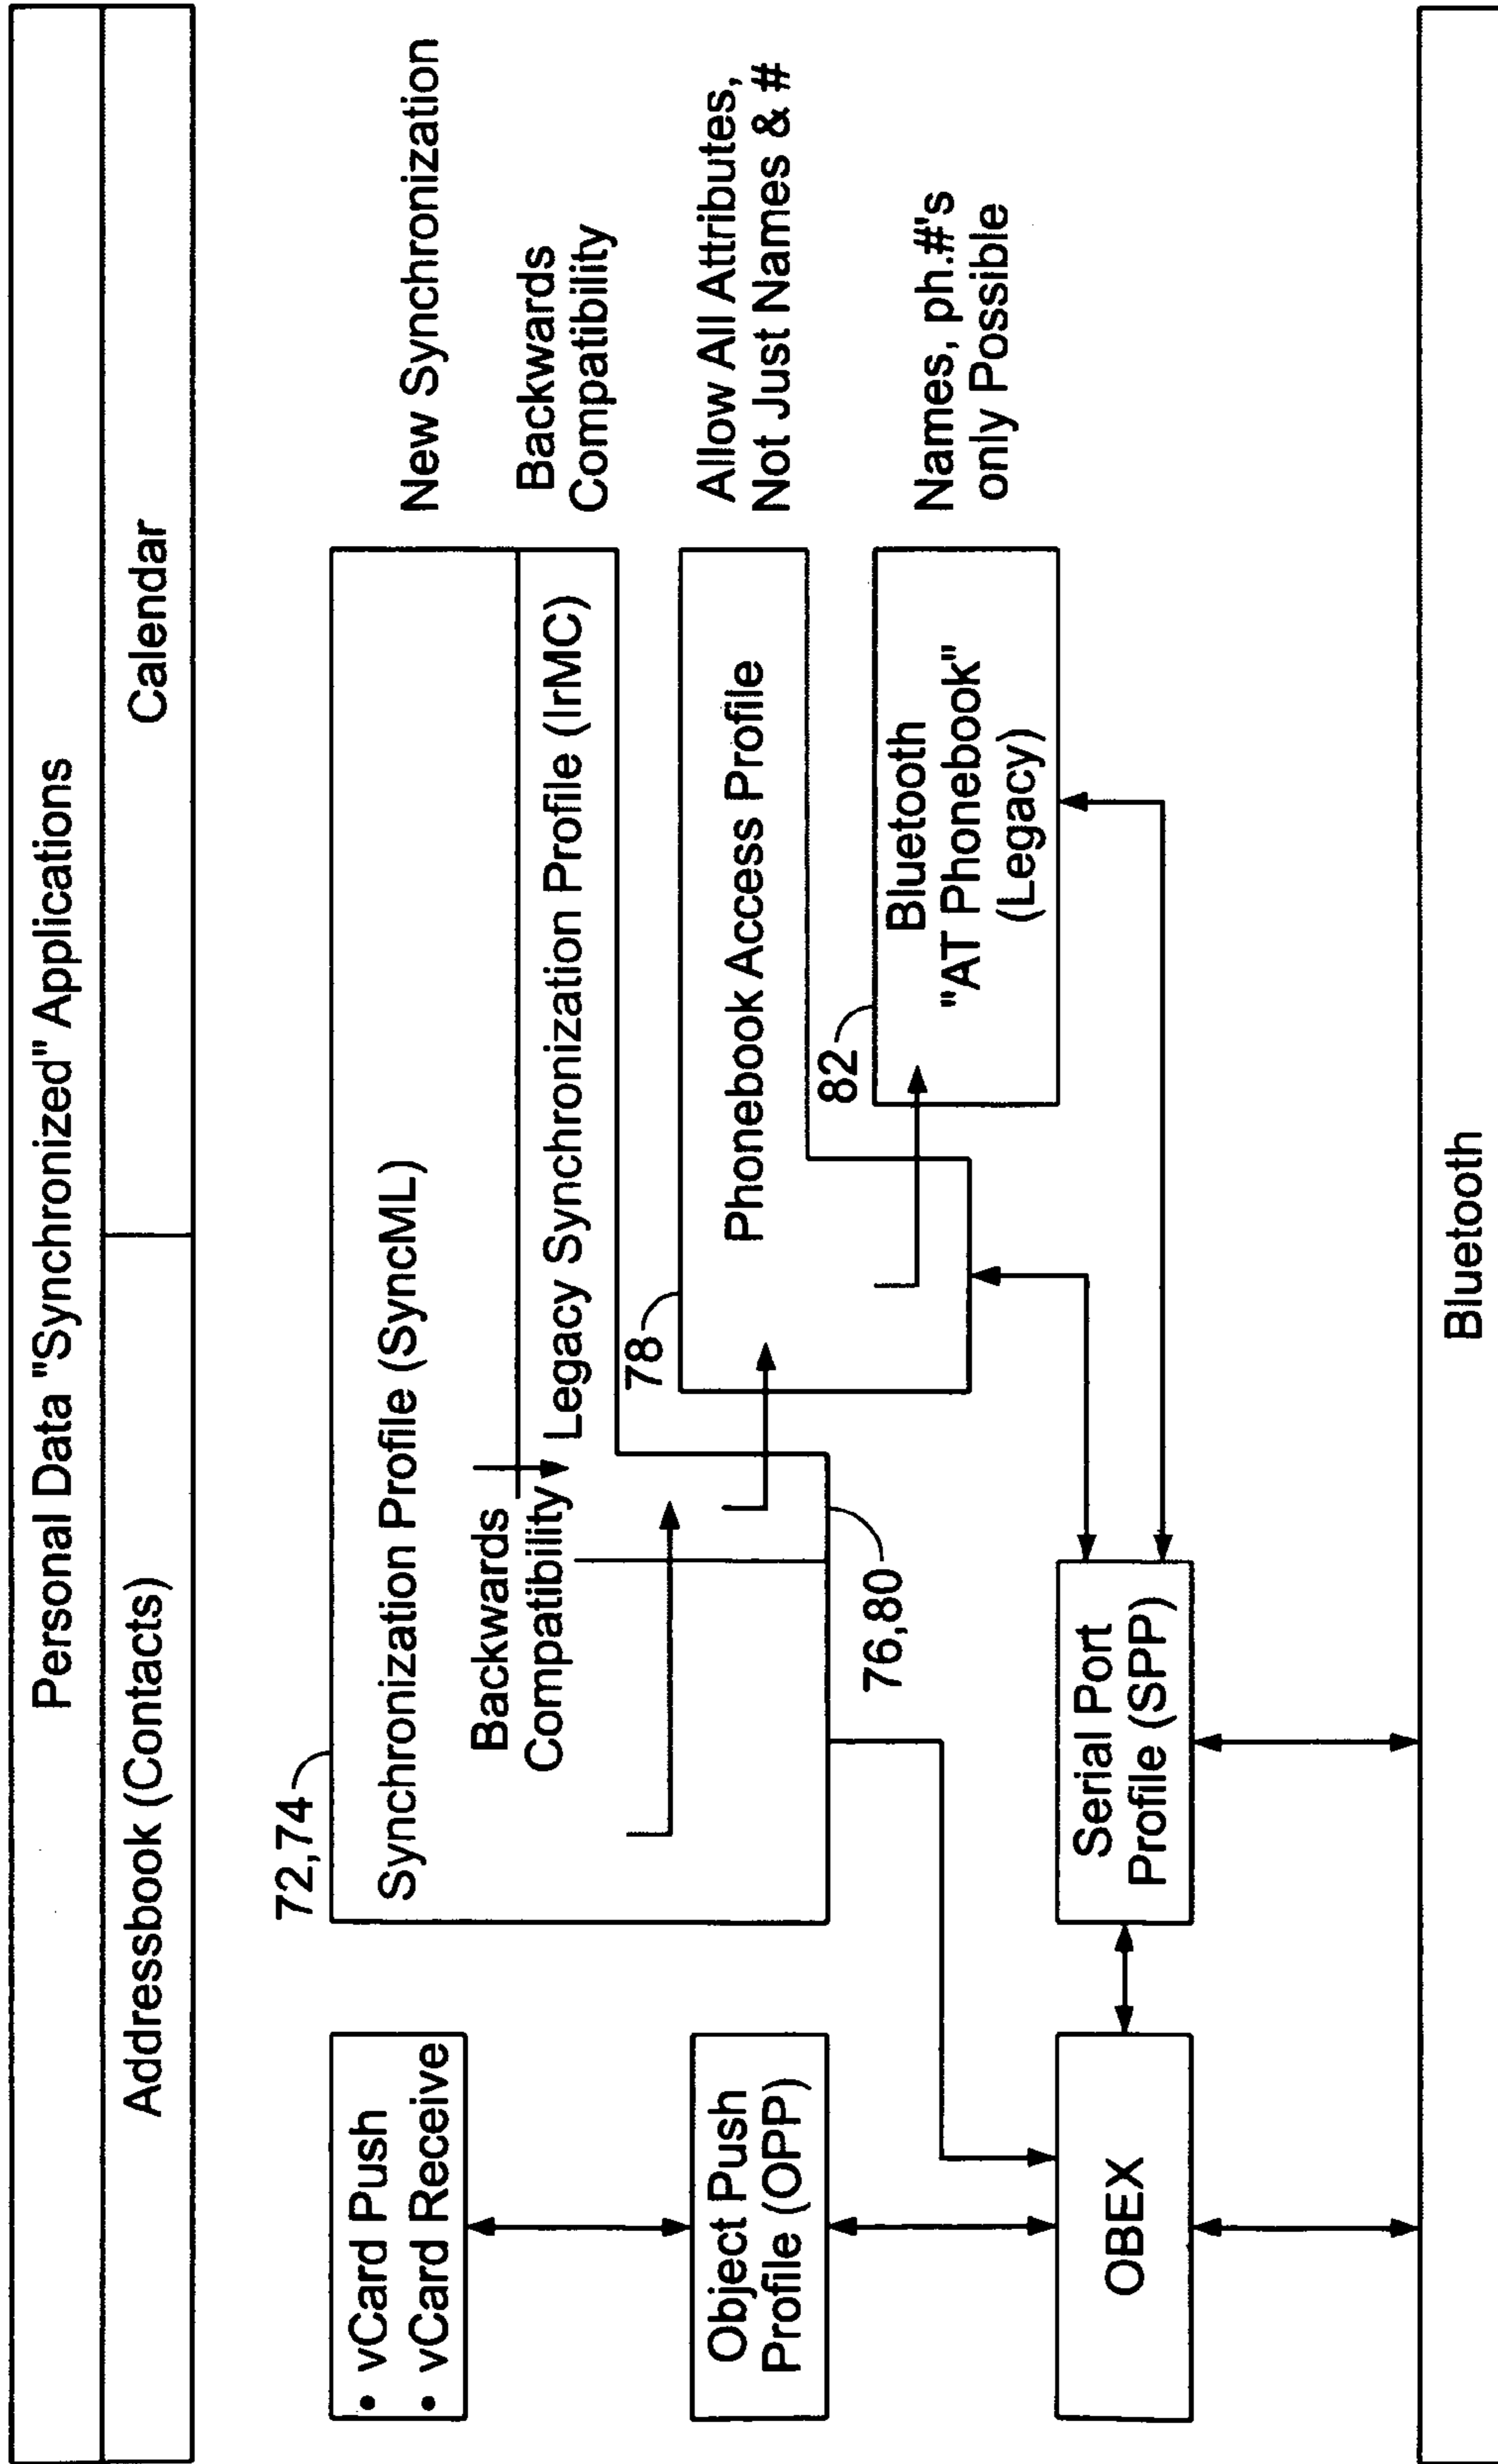 Personal Data "Synchronized" Applications
Addressbook (Contacts)
Calendar
72,74
• vCard Push
• vCard Receive
Synchronization Profile (SyncML)
New Synchronization
Backwards
Compatibility
Legacy Synchronization Profile (IrMC)
Backwards
Compatibility
78
76,80
Object Push
Profile (OPP)
Phonebook Access Profile
Allow All Attributes,
Not Just Names & #
82
Bluetooth
"AT Phonebook"
(Legacy)
Names, ph.#'s
only Possible
OBEX
Serial Port
Profile (SPP)
Bluetooth